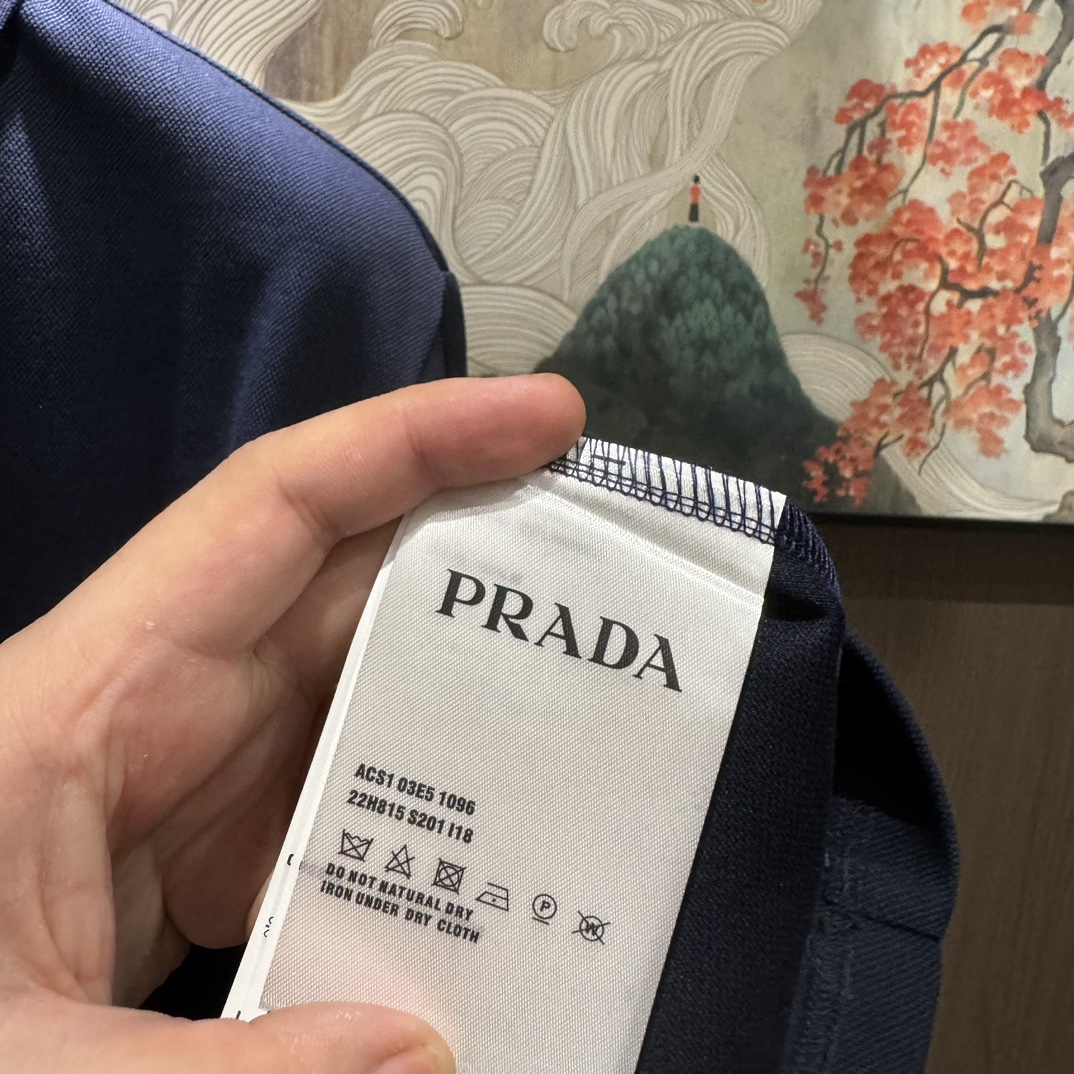 PRADA
ACS1 03E5 1096
22H815 S201 I18
P
W
DO NOT NATURAL DRY
IRON UNDER DRY CLOTH